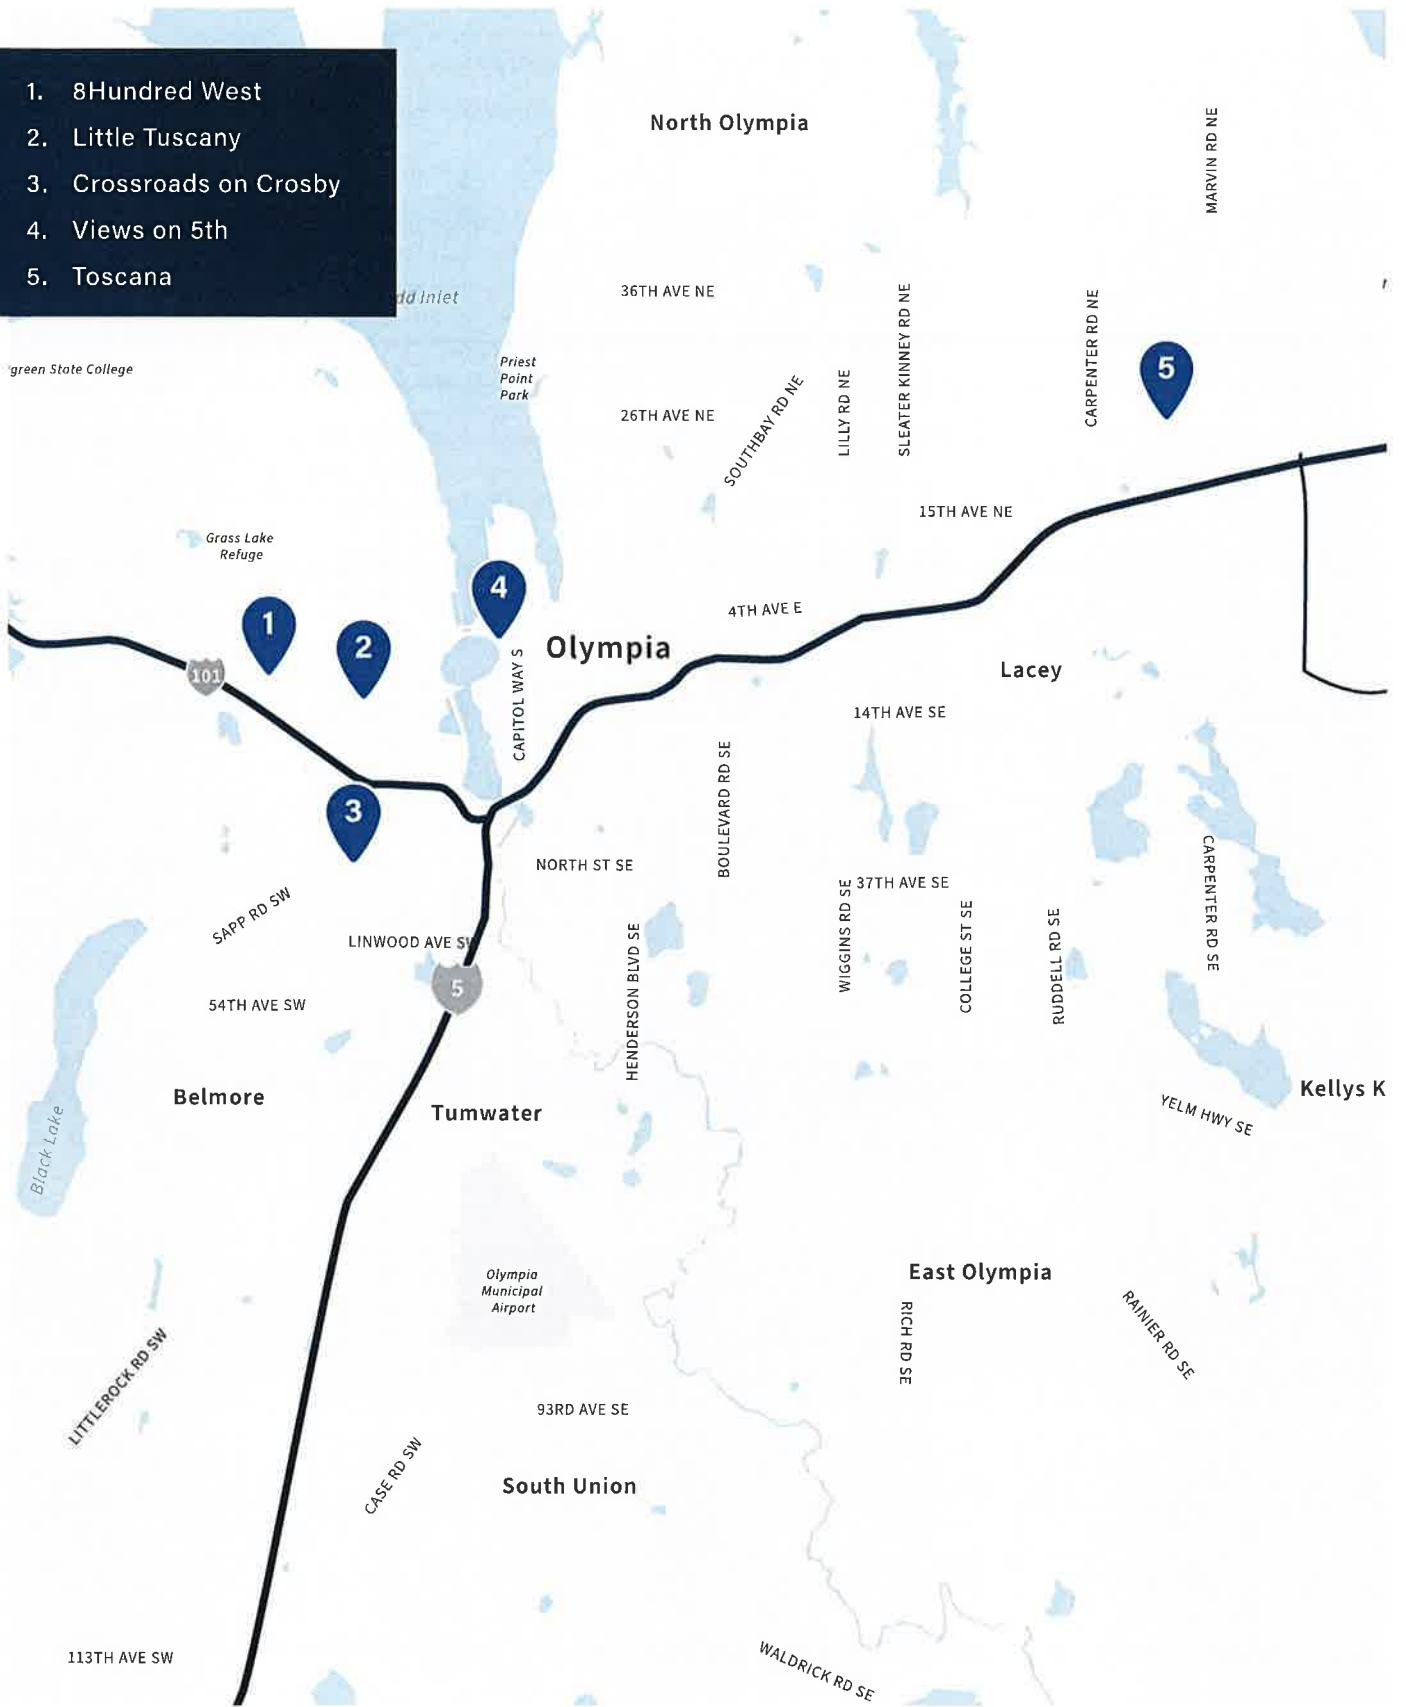 1. 8Hundred West
2. Little Tuscany
3. Crossroads on Crosby
4. Views on 5th
5. Toscana
North Olympia
MARVIN RD NE
dd Inlet
36TH AVE NE
green State College
Priest
Point
Park
26TH AVE NE
SOUTHBAY RD NE
LILLY RD NE
SLEATER KINNEY RD NE
CARPENTER RD NE
5
15TH AVE NE
Grass Lake
Refuge
4
1
2
4TH AVE E
Olympia
101
CAPITOL WAY S
Lacey
14TH AVE SE
3
BOULEVARD RD SE
NORTH ST SE
37TH AVE SE
WIGGINS RD SE
CARPENTER RD SE
SAPP RD SW
LINWOOD AVE SW
HENDERSON BLVD SE
COLLEGE ST SE
RUDDELL RD SE
5
54TH AVE SW
Belmore
Tumwater
Kellys K
YELM HWY SE
Black Lake
Olympia
Municipal
Airport
East Olympia
RICH RD SE
RAINIER RD SE
LITTLEROCK RD SW
93RD AVE SE
CASE RD SW
South Union
113TH AVE SW
WALDRICK RD SE